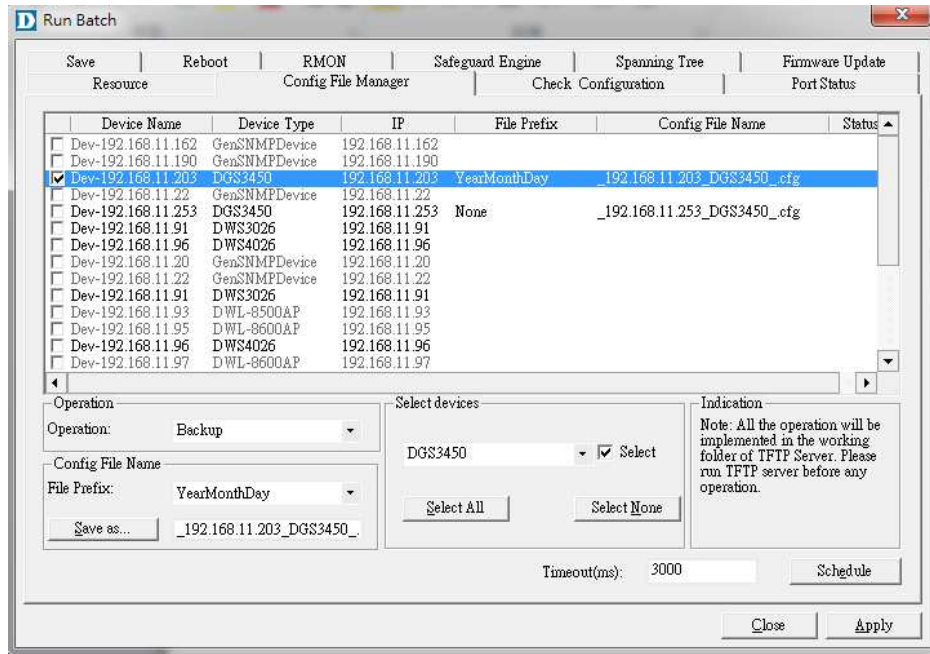 D Run Batch
Save Reboot RMON Safeguard Engine Spanning Tree Firmware Update
Resource Config File Manager Check Configuration Port Status
Device Name Device Type IP File Prefix Config File Name Status
Dev-192.168.11.162 GenSNMPDevice 192.168.11.162
Dev-192.168.11.190 GenSNMPDevice 192.168.11.190
Dev-192.168.11.203 DGS3450 192.168.11.203 YearMonthDay _192.168.11.203_DGS3450_.cfg
Dev-192.168.11.22 GenSNMPDevice 192.168.11.22
Dev-192.168.11.253 DGS3450 192.168.11.253 None _192.168.11.253_DGS3450_.cfg
Dev-192.168.11.91 DWS3026 192.168.11.91
Dev-192.168.11.96 DWS4026 192.168.11.96
Dev-192.168.11.20 GenSNMPDevice 192.168.11.20
Dev-192.168.11.22 GenSNMPDevice 192.168.11.22
Dev-192.168.11.91 DWS3026 192.168.11.91
Dev-192.168.11.93 DWL-8500AP 192.168.11.93
Dev-192.168.11.95 DWL-8600AP 192.168.11.95
Dev-192.168.11.96 DWS4026 192.168.11.96
Dev-192.168.11.97 DWL-8600AP 192.168.11.97
Operation
Operation: Backup
Config File Name
File Prefix: YearMonthDay
Save as... _192.168.11.203_DGS3450_.
Select devices
DGS3450 Select
Select All Select None
Indication
Note: All the operation will be
implemented in the working
folder of TFTP Server. Please
run TFTP server before any
operation.
Timeout(ms): 3000 Schedule
Close Apply